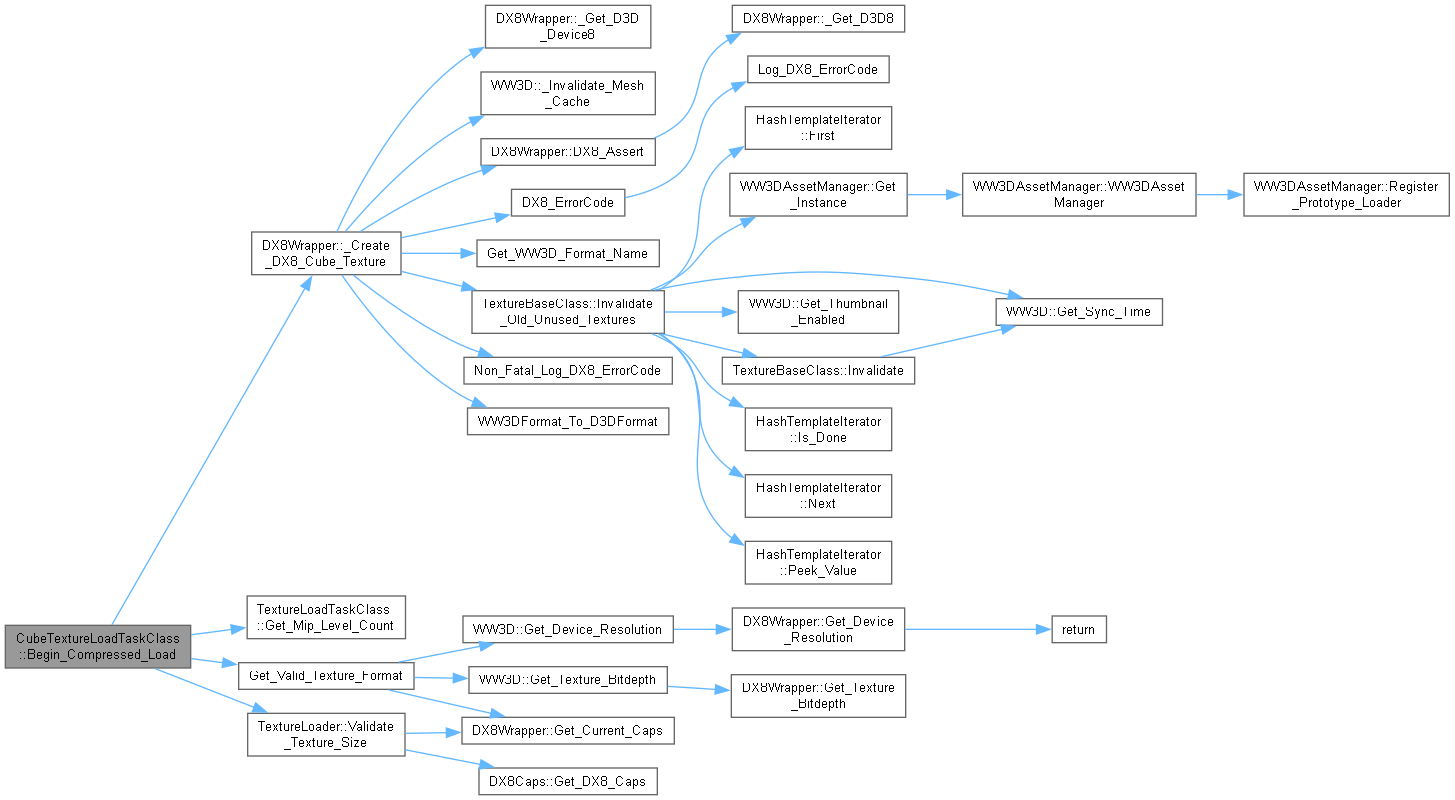 DX8Wrapper::_Get_D3D
_Device8
DX8Wrapper::_Get_D3D8
WW3D::_Invalidate_Mesh
_Cache
Log_DX8_ErrorCode
HashTemplateIterator
::First
DX8Wrapper::DX8_Assert
DX8_ErrorCode
WW3DAssetManager::Get
_Instance
WW3DAssetManager::WW3DAsset
Manager
WW3DAssetManager::Register
_Prototype_Loader
DX8Wrapper::_Create
_DX8_Cube_Texture
Get_WW3D_Format_Name
TextureBaseClass::Invalidate
_Old_Unused_Textures
WW3D::Get_Thumbnail
_Enabled
WW3D::Get_Sync_Time
Non_Fatal_Log_DX8_ErrorCode
TextureBaseClass::Invalidate
WW3DFormat_To_D3DFormat
HashTemplateIterator
::Is_Done
HashTemplateIterator
::Next
HashTemplateIterator
::Peek_Value
CubeTextureLoadTaskClass
::Begin_Compressed_Load
TextureLoadTaskClass
::Get_Mip_Level_Count
Get_Valid_Texture_Format
TextureLoader::Validate
_Texture_Size
WW3D::Get_Device_Resolution
DX8Wrapper::Get_Device
_Resolution
return
WW3D::Get_Texture_Bitdepth
DX8Wrapper::Get_Texture
_Bitdepth
DX8Wrapper::Get_Current_Caps
DX8Caps::Get_DX8_Caps